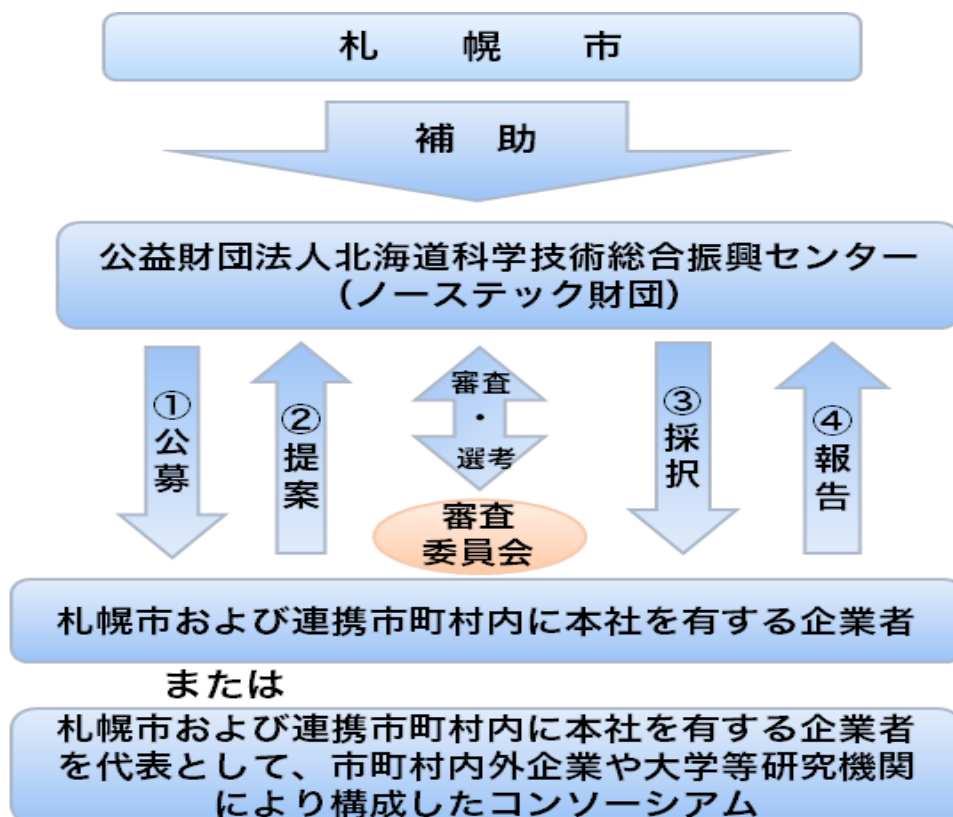 札　幌　市
補　助
公益財団法人北海道科学技術総合振興センター
(ノーステック財団)
①公募
②提案
審査
・
選考
③採択
④報告
審査
委員会
札幌市および連携市町村内に本社を有する企業者
または
札幌市および連携市町村内に本社を有する企業者
を代表として、市町村内外企業や大学等研究機関
により構成したコンソーシアム